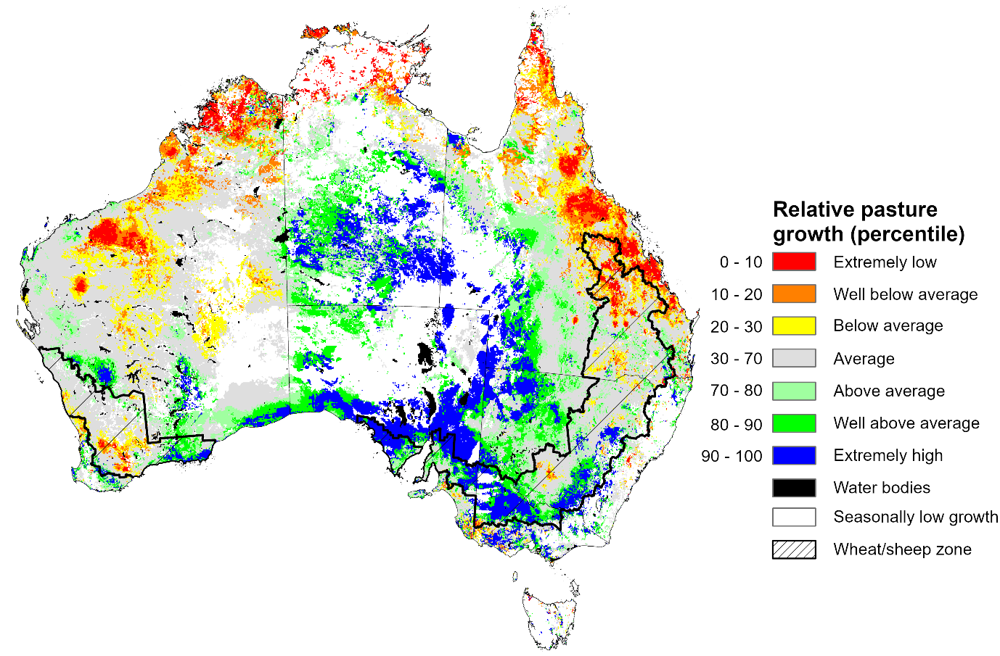 Relative pasture
growth (percentile)
0 - 10 Extremely low
10 - 20 Well below average
20 - 30 Below average
30 - 70 Average
70 - 80 Above average
80 - 90 Well above average
90 - 100 Extremely high
Water bodies
Seasonally low growth
Wheat/sheep zone